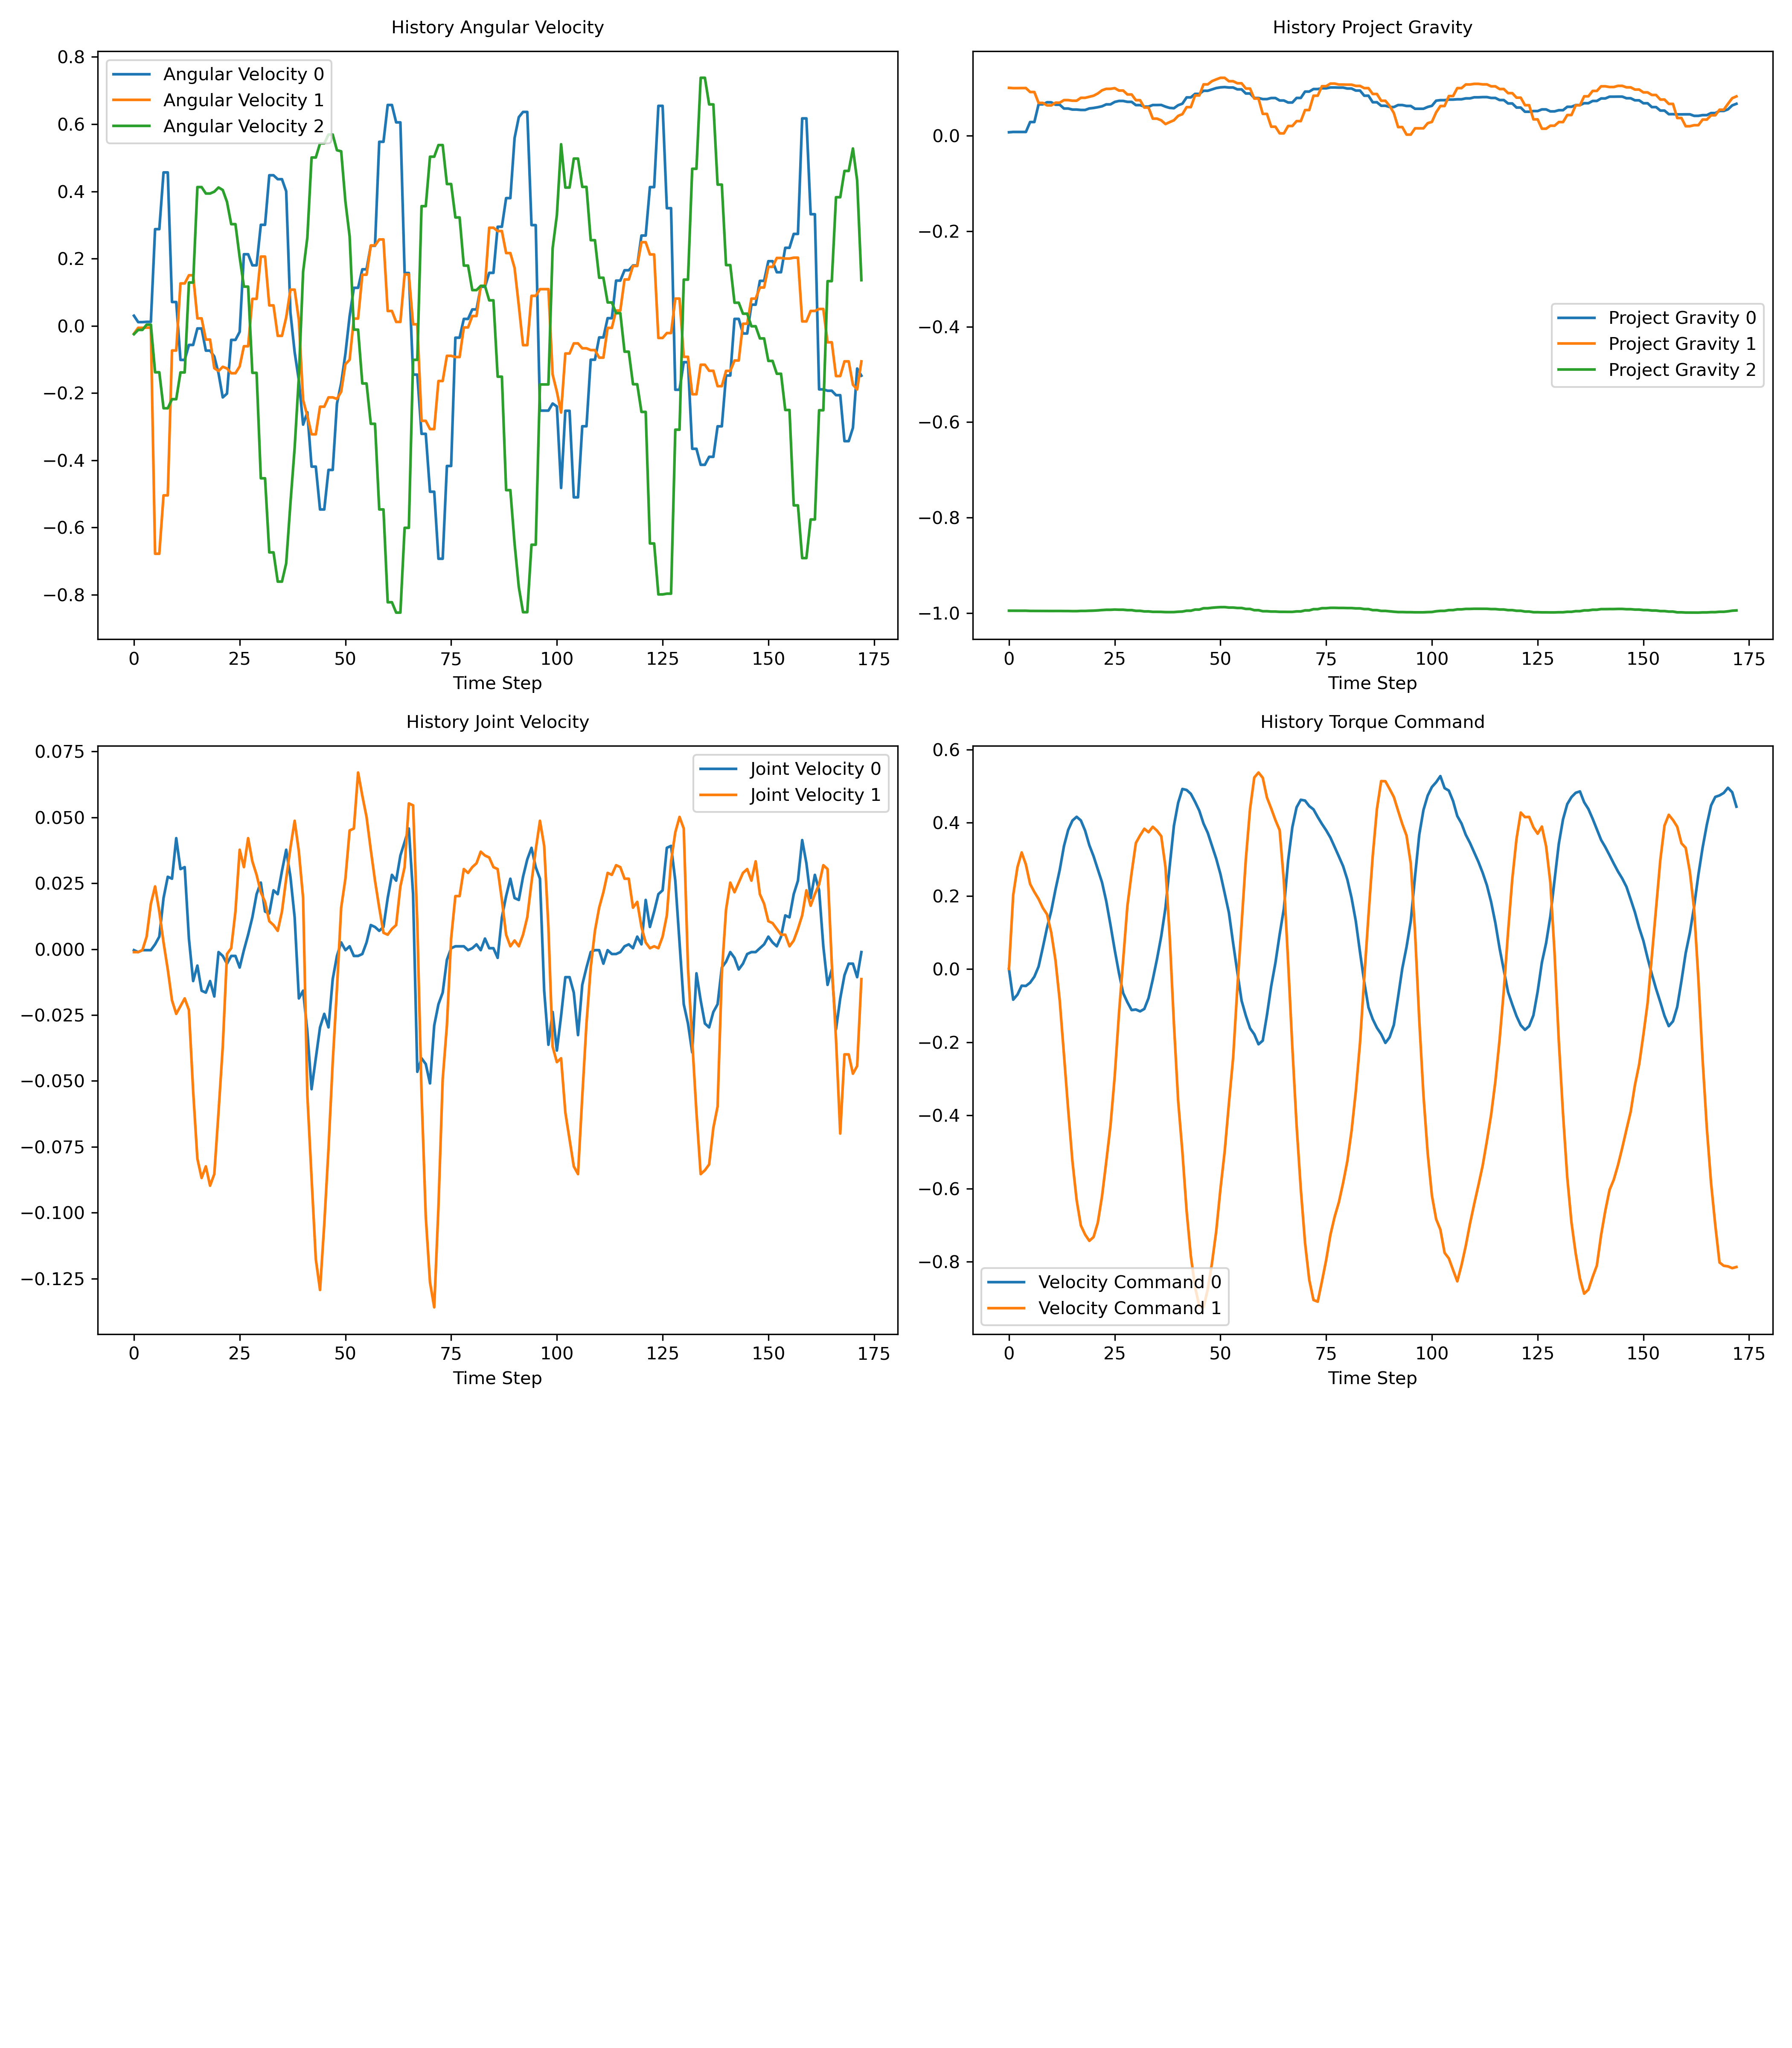 History Angular Velocity
0.8
0.6
0.4
0.2
0.0
−0.2
−0.4
−0.6
−0.8
Angular Velocity 0
Angular Velocity 1
Angular Velocity 2
0 25 50 75 100 125 150 175
Time Step
History Project Gravity
0.0
−0.2
−0.4
−0.6
−0.8
−1.0
Project Gravity 0
Project Gravity 1
Project Gravity 2
0 25 50 75 100 125 150 175
Time Step
History Joint Velocity
0.075
0.050
0.025
0.000
−0.025
−0.050
−0.075
−0.100
−0.125
Joint Velocity 0
Joint Velocity 1
0 25 50 75 100 125 150 175
Time Step
History Torque Command
0.6
0.4
0.2
0.0
−0.2
−0.4
−0.6
−0.8
Velocity Command 0
Velocity Command 1
0 25 50 75 100 125 150 175
Time Step